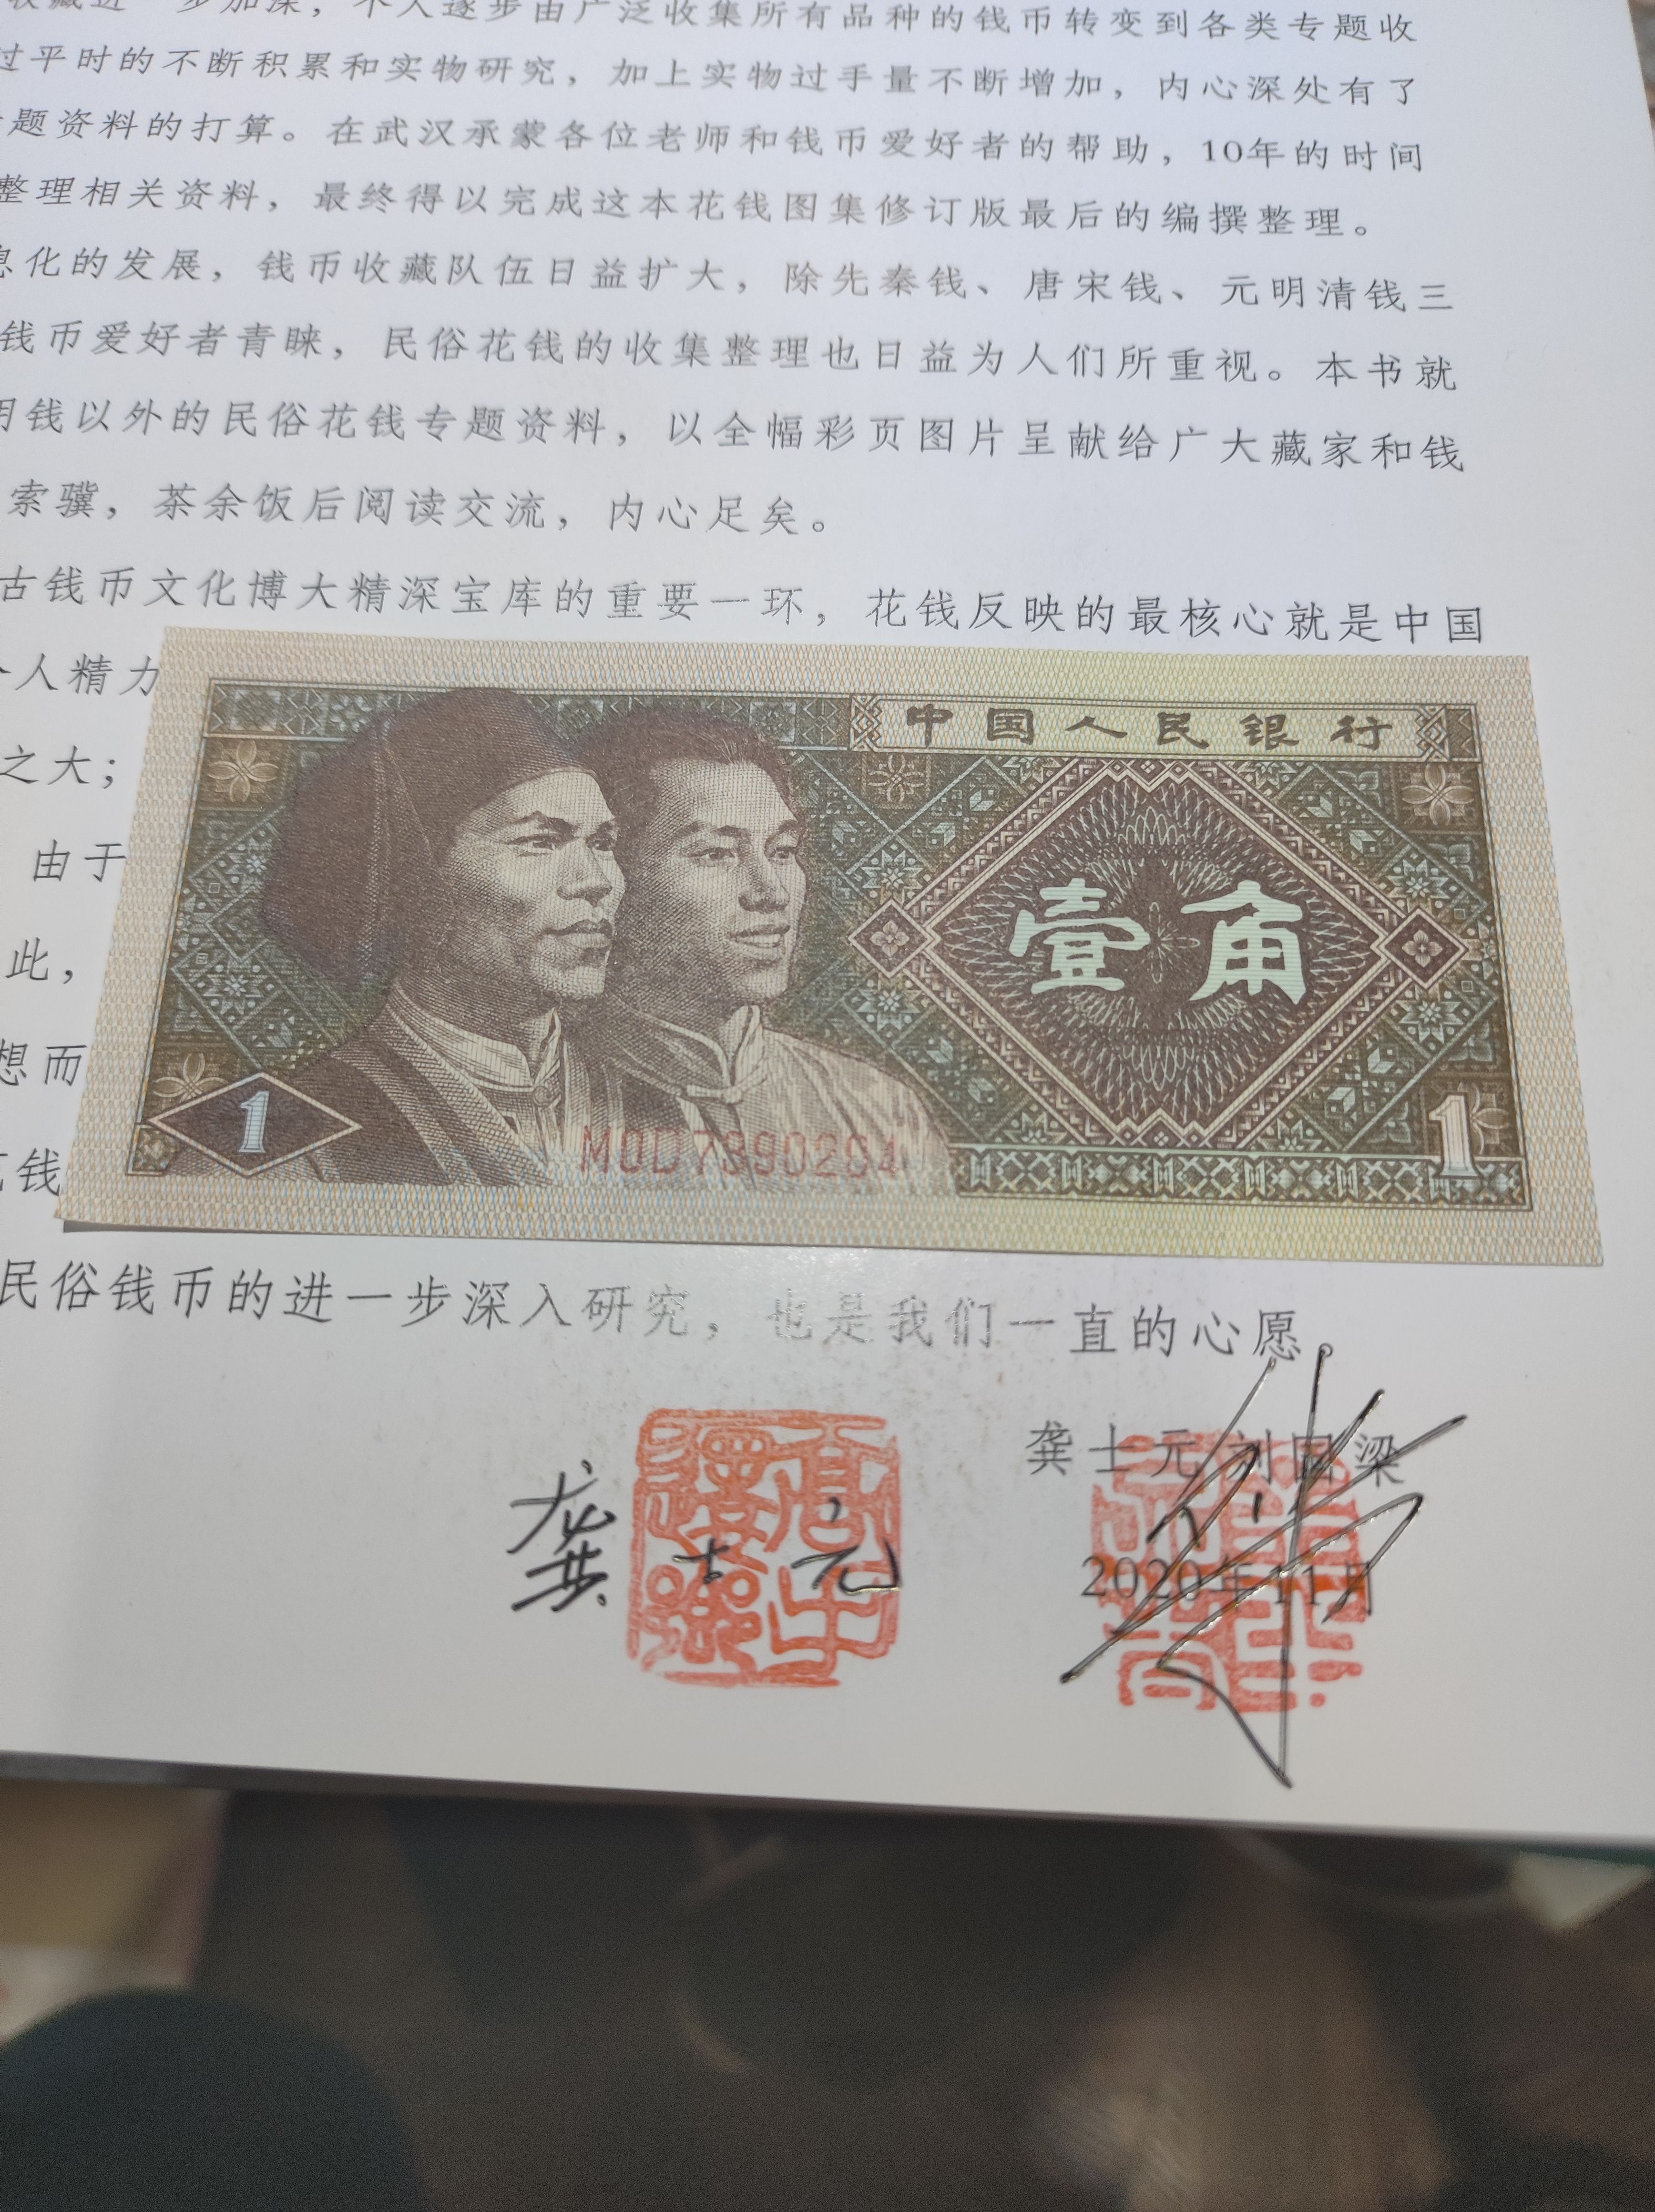 收藏进一步加深，个人逐步由广泛收集所有品种的钱币转变到各类专题收
过平时的不断积累和实物研究，加上实物过手量不断增加，内心深处有了
题资料的打算。在武汉承蒙各位老师和钱币爱好者的帮助，10年的时间
整理相关资料，最终得以完成这本花钱图集修订版最后的编撰整理。
息化的发展，钱币收藏队伍日益扩大，除先秦钱、唐宋钱、元明清钱三
钱币爱好者青睐，民俗花钱的收集整理也日益为人们所重视。本书就
用钱以外的民俗花钱专题资料，以全幅彩页图片呈献给广大藏家和钱
索骥，茶余饭后阅读交流，内心足矣。
古钱币文化博大精深宝库的重要一环，花钱反映的最核心就是中国
个人精力
之大；
由于
此，
想而
钱
中国人民银行
壹角
1
1
M0D7390264
民俗钱币的进一步深入研究，也是我们一直的心愿。
龚士元 刘国梁
2020年11月
龚士元